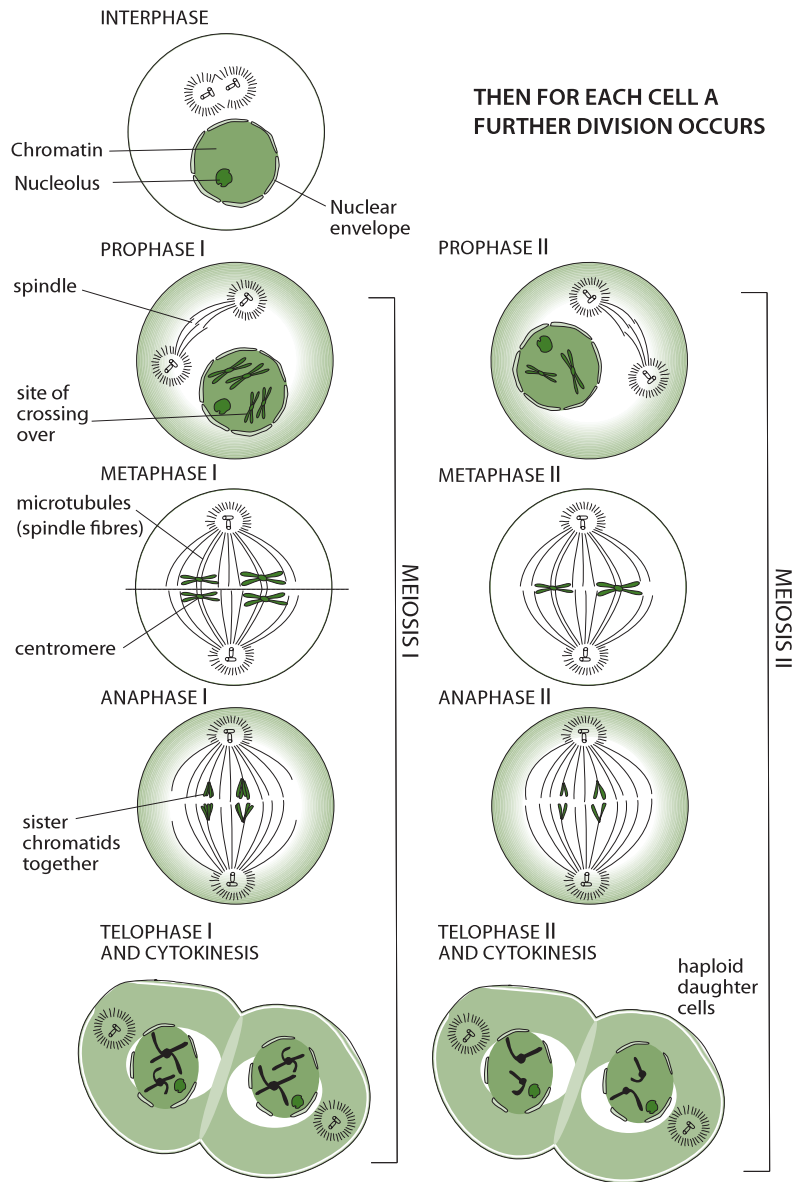 INTERPHASE
THEN FOR EACH CELL A
FURTHER DIVISION OCCURS
Chromatin
Nucleolus
Nuclear
envelope
PROPHASE I
spindle
site of
crossing
over
METAPHASE I
microtubules
(spindle fibres)
centromere
ANAPHASE I
sister
chromatids
together
TELOPHASE I
AND CYTOKINESIS
MEIOSIS I
PROPHASE II
METAPHASE II
ANAPHASE II
TELOPHASE II
AND CYTOKINESIS
haploid
daughter
cells
MEIOSIS II